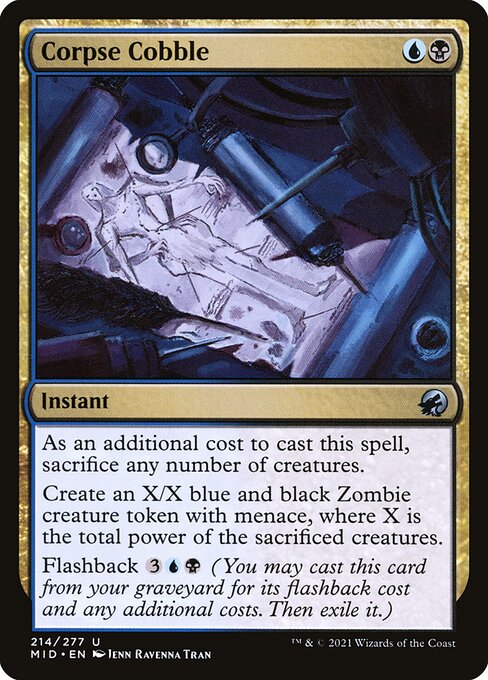 Corpse Cobble
Instant
As an additional cost to cast this spell,
sacrifice any number of creatures.
Create an X/X blue and black Zombie
creature token with menace, where X is
the total power of the sacrificed creatures.
Flashback 3 (You may cast this card
from your graveyard for its flashback cost
and any additional costs. Then exile it.)
214/277 U
MID • EN Jenn Ravenna Tran
™ & © 2021 Wizards of the Coast